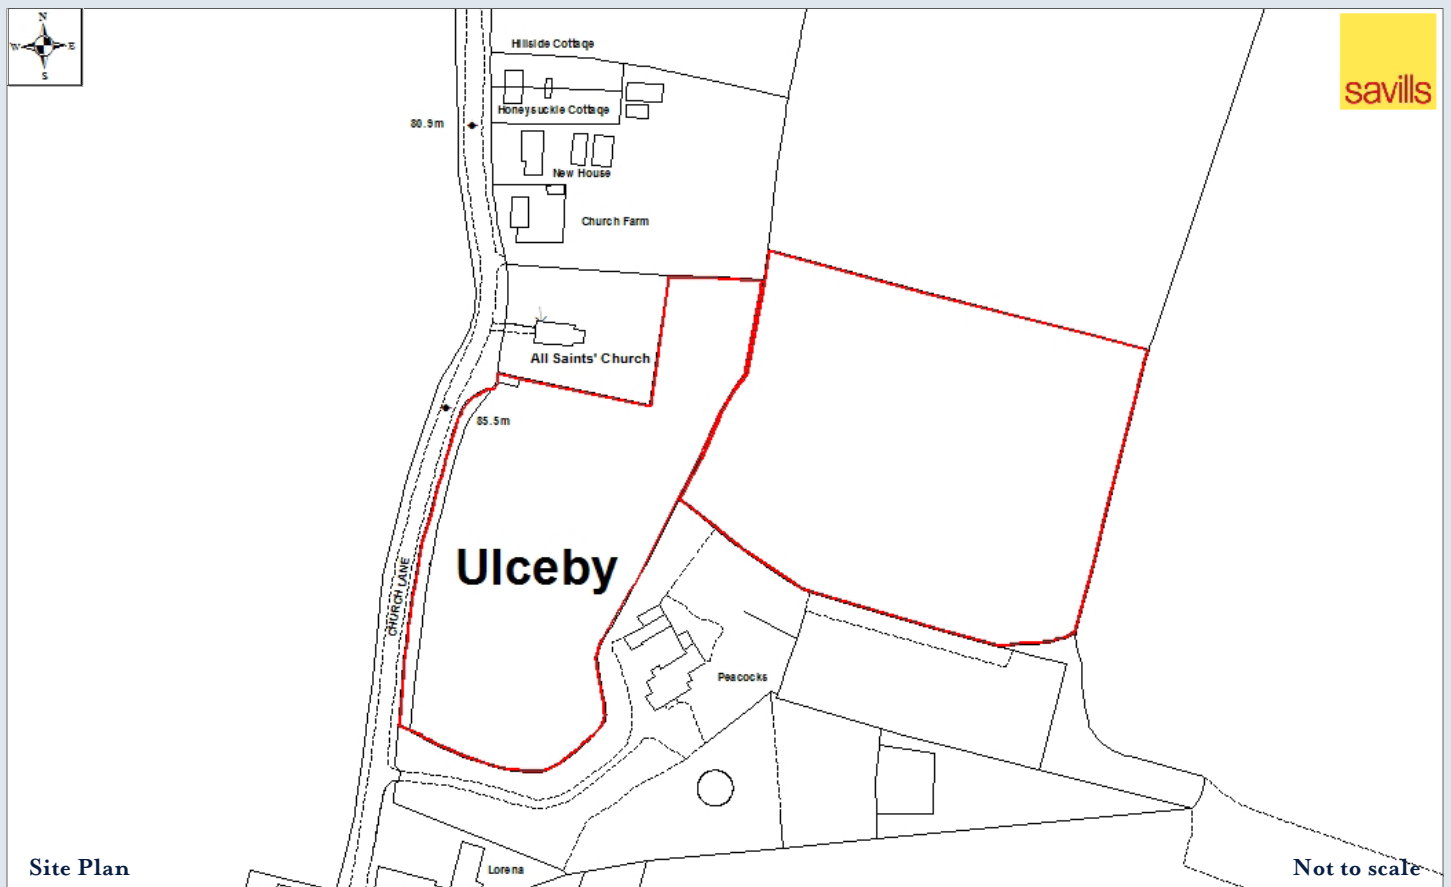 N
W E
S
savills
Hillside Cottage
Honeysuckle Cottage
80.9m
New House
Church Farm
All Saints' Church
85.5m
Ulceby
CHURCH LANE
Peacocks
Lorena
Site Plan
Not to scale